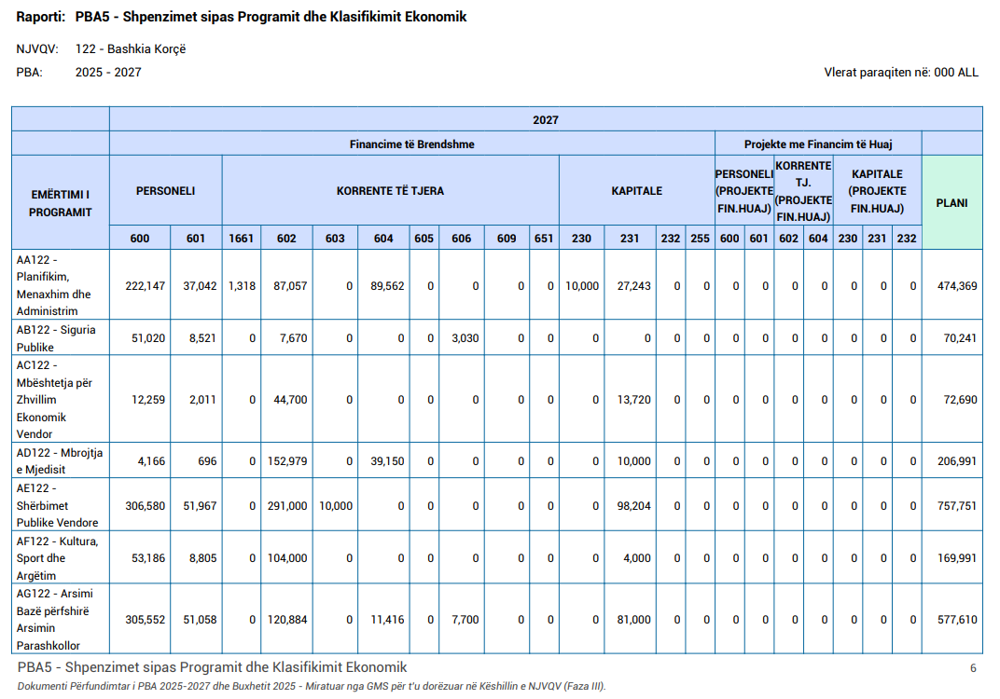 Raporti: PBA5 - Shpenzimet sipas Programit dhe Klasifikimit Ekonomik
NJVQV: 122 - Bashkia Korçë
PBA: 2025 - 2027
Vlerat paraqiten në: 000 ALL
2027
Financime të Brendshme Projekte me Financim të Huaj
EMËRTIMI I
PROGRAMIT
PERSONELI
KORRENTE TË TJERA
KAPITALE
PERSONELI
(PROJEKTE
FIN.HUAJ)
KORRENTE
TJ.
(PROJEKTE
FIN.HUAJ)
KAPITALE
(PROJEKTE
FIN.HUAJ)
PLANI
600 601 1661 602 603 604 605 606 609 651 230 231 232 255 600 601 602 604 230 231 232
AA122 -
Planifikim,
Menaxhim dhe
Administrim
222,147 37,042 1,318 87,057 0 89,562 0 0 0 0 10,000 27,243 0 0 0 0 0 0 0 0 0 474,369
AB122 - Siguria
Publike
51,020 8,521 0 7,670 0 0 0 3,030 0 0 0 0 0 0 0 0 0 0 0 0 0 70,241
AC122 -
Mbështetja për
Zhvillim
Ekonomik
Vendor
12,259 2,011 0 44,700 0 0 0 0 0 0 0 13,720 0 0 0 0 0 0 0 0 0 72,690
AD122 - Mbrojtja
e Mjedisit
4,166 696 0 152,979 0 39,150 0 0 0 0 0 10,000 0 0 0 0 0 0 0 0 0 206,991
AE122 -
Shërbimet
Publike Vendore
306,580 51,967 0 291,000 10,000 0 0 0 0 0 0 98,204 0 0 0 0 0 0 0 0 0 757,751
AF122 - Kultura,
Sport dhe
Argëtim
53,186 8,805 0 104,000 0 0 0 0 0 0 0 4,000 0 0 0 0 0 0 0 0 0 169,991
AG122 - Arsimi
Bazë përfshirë
Arsimin
Parashkollor
305,552 51,058 0 120,884 0 11,416 0 7,700 0 0 0 81,000 0 0 0 0 0 0 0 0 0 577,610
PBA5 - Shpenzimet sipas Programit dhe Klasifikimit Ekonomik 6
Dokumenti Përfundimtar i PBA 2025-2027 dhe Buxhetit 2025 - Miratuar nga GMS për t'u dorëzuar në Këshillin e NJVQV (Faza III).